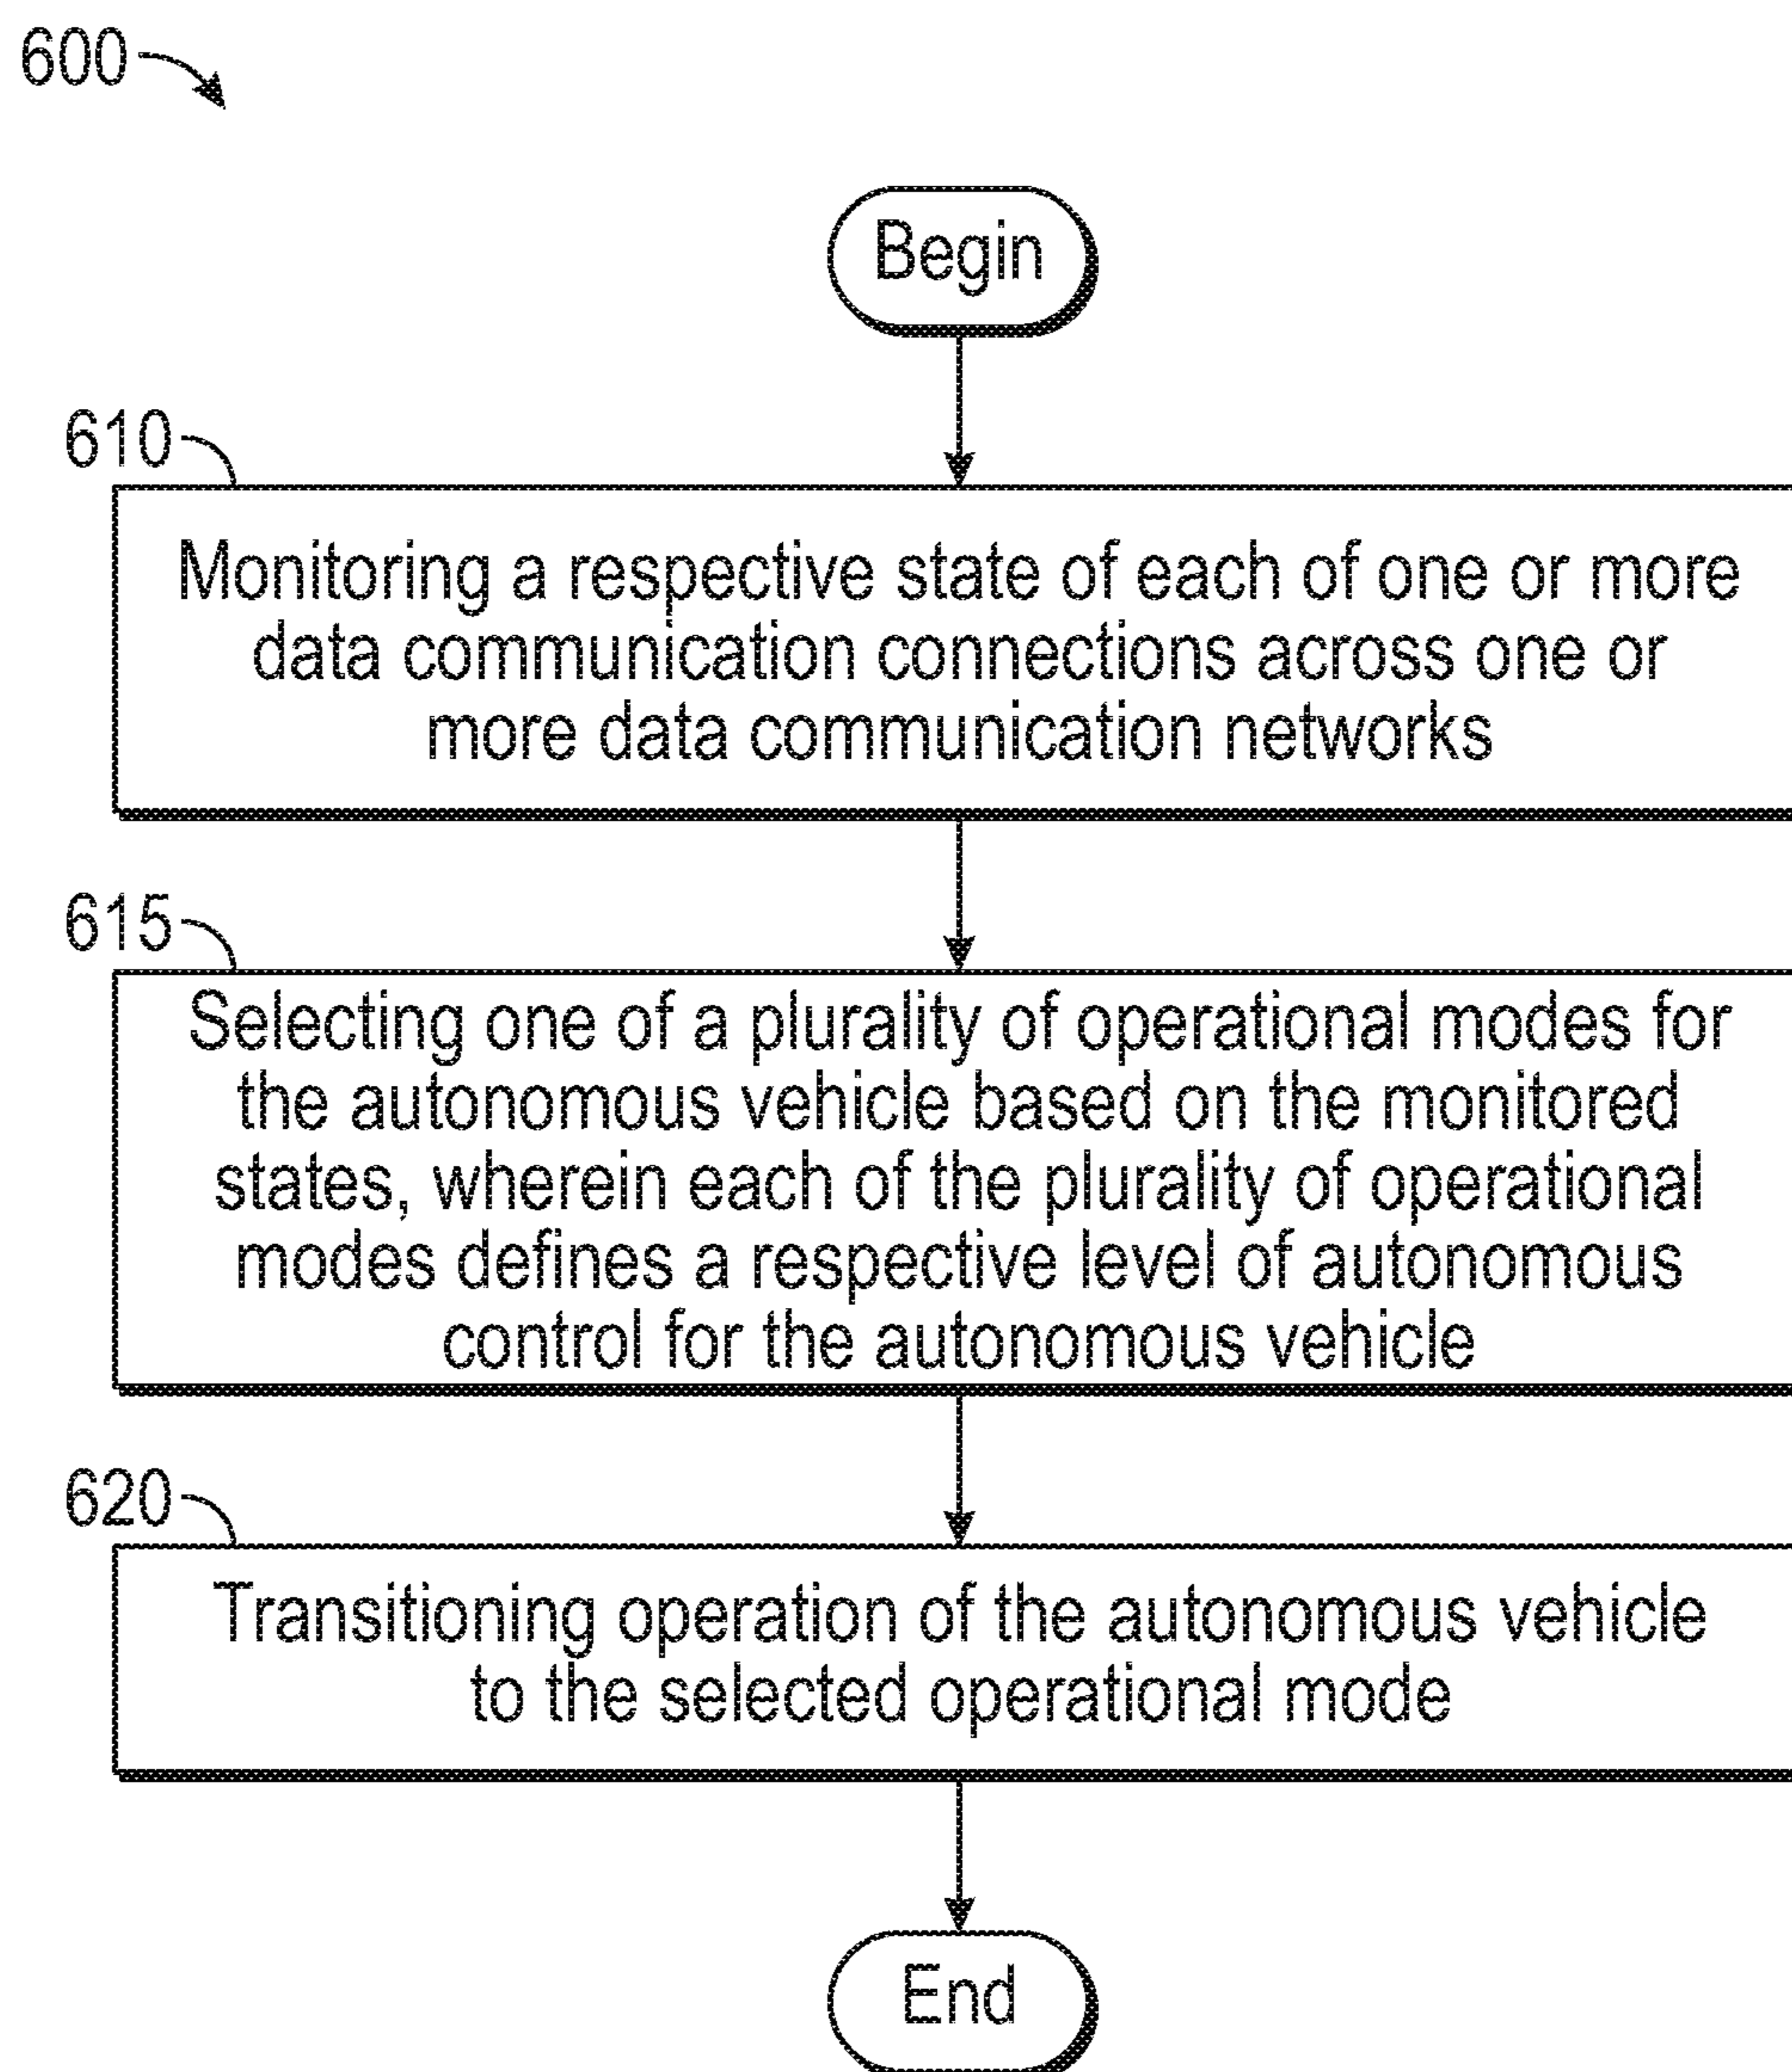 600
Begin
610
Monitoring a respective state of each of one or more
data communication connections across one or
more data communication networks
615
Selecting one of a plurality of operational modes for
the autonomous vehicle based on the monitored
states, wherein each of the plurality of operational
modes defines a respective level of autonomous
control for the autonomous vehicle
620
Transitioning operation of the autonomous vehicle
to the selected operational mode
End